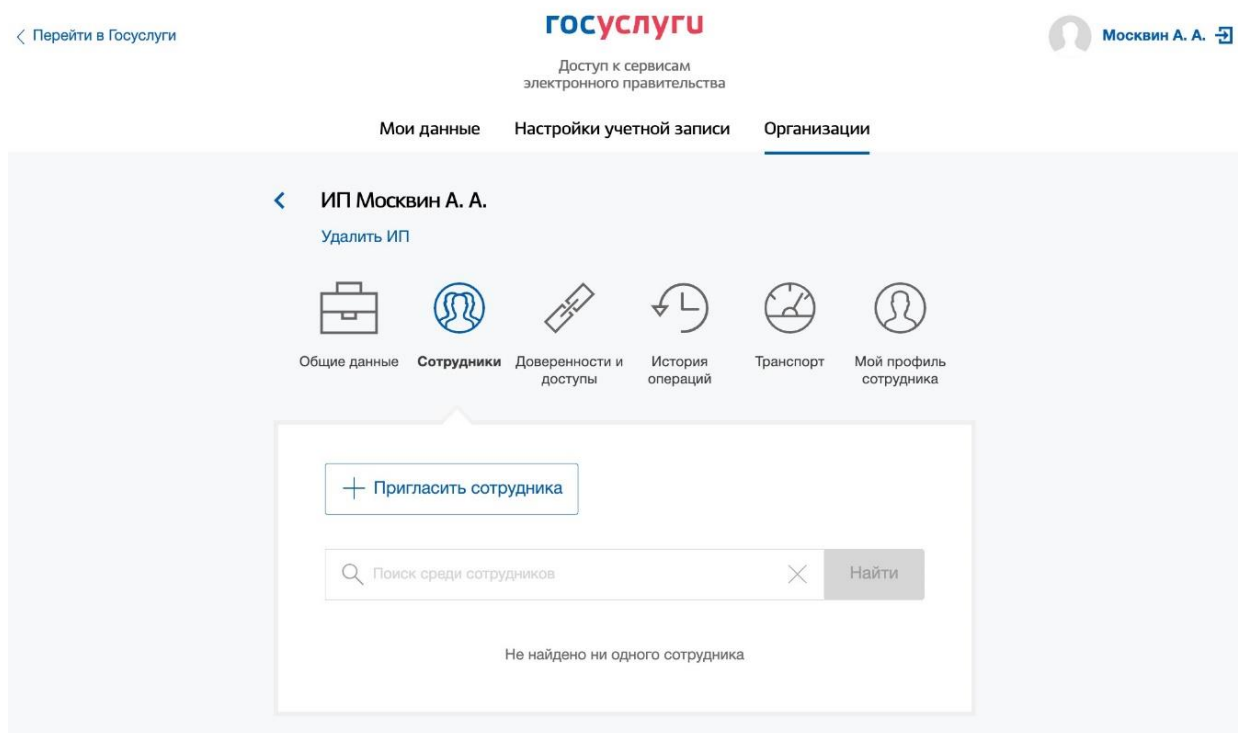 Перейти в Госуслуги
госуслуги
Москвин А. А.
Доступ к сервисам
электронного правительства
Мои данные Настройки учетной записи Организации
ИП Москвин А. А.
Удалить ИП
Общие данные Сотрудники Доверенности и История Транспорт Мой профиль
доступы операций сотрудника
Пригласить сотрудника
Поиск среди сотрудников Найти
Не найдено ни одного сотрудника